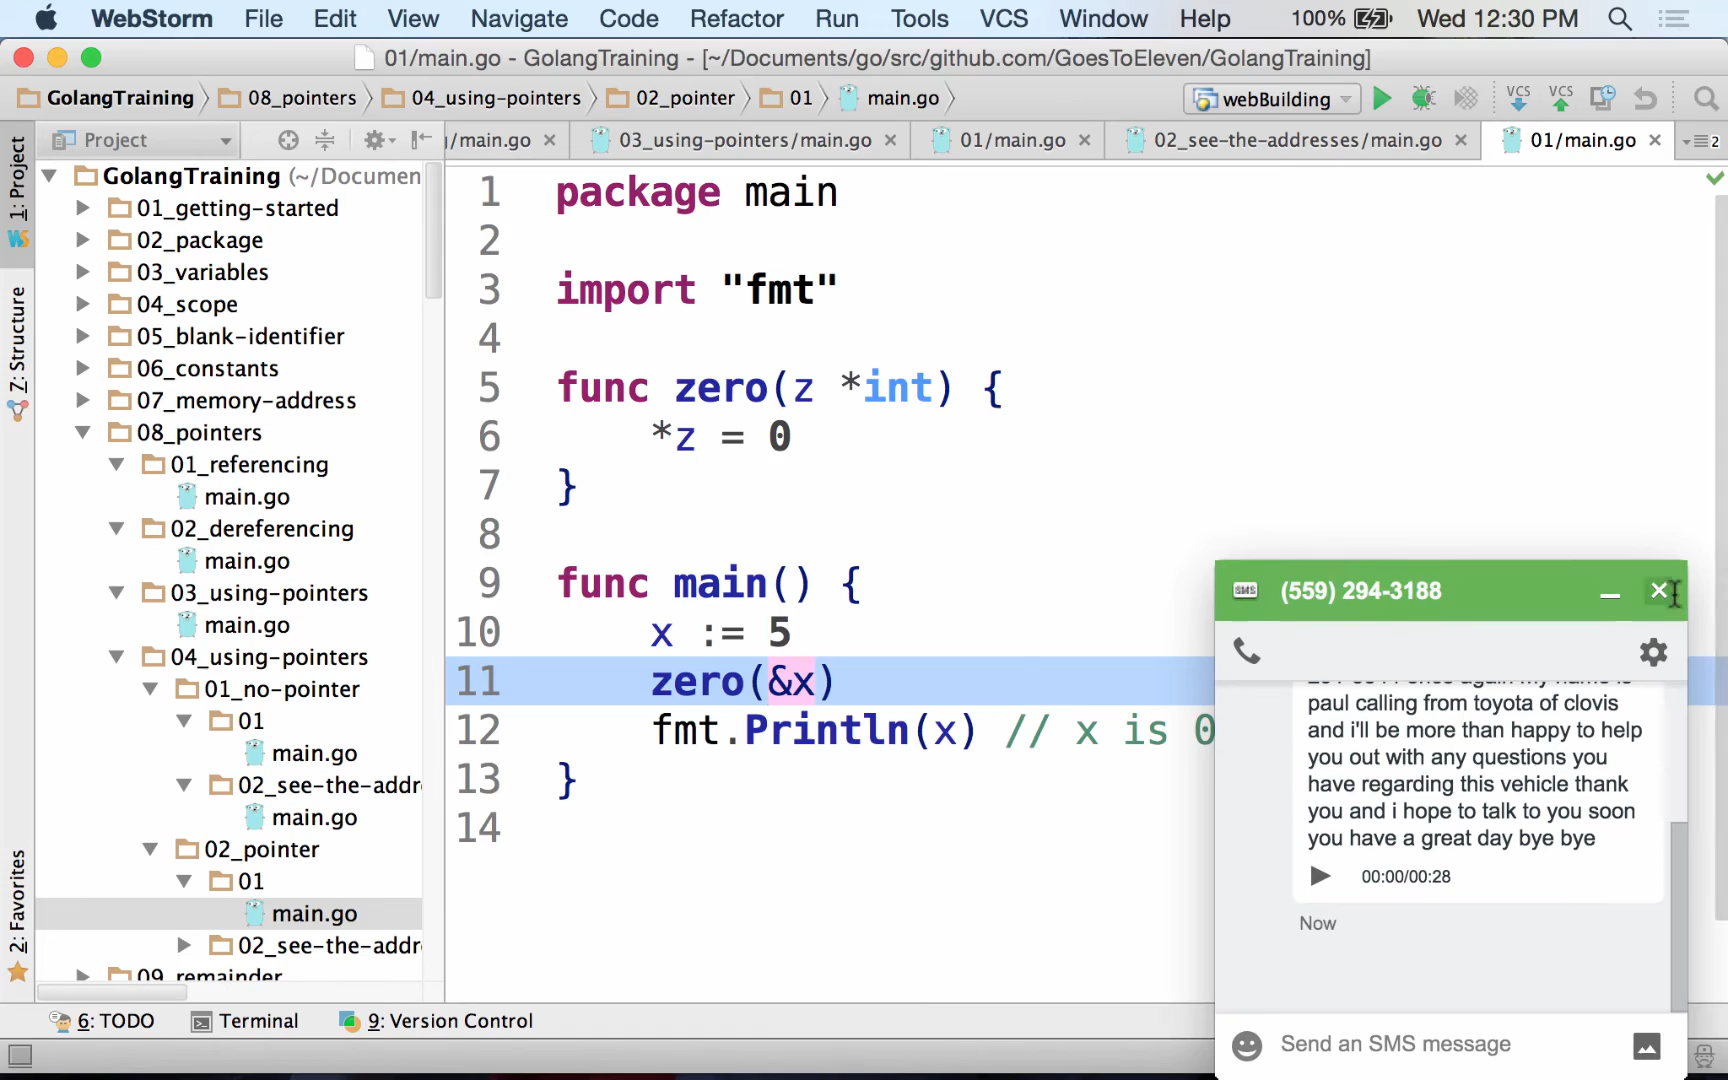 WebStorm File Edit View Navigate Code Refactor Run Tools VCS Window Help 100% Wed 12:30 PM
01/main.go - GolangTraining - [~/Documents/go/src/github.com/GoesToEleven/GolangTraining]
GolangTraining 08_pointers 04_using-pointers 02_pointer 01 main.go webBuilding VCS VCS
Project /main.go 03_using-pointers/main.go 01/main.go 02_see-the-addresses/main.go 01/main.go 2
1: Project
7: Structure
2: Favorites
GolangTraining (~/Documen
01_getting-started
02_package
03_variables
04_scope
05_blank-identifier
06_constants
07_memory-address
08_pointers
01_referencing
main.go
02_dereferencing
main.go
03_using-pointers
main.go
04_using-pointers
01_no-pointer
01
main.go
02_see-the-addr
main.go
02_pointer
01
main.go
02_see-the-addr
09_remainder
1 package main
2
3 import "fmt"
4
5 func zero(z *int) {
6 *z = 0
7 }
8
9 func main() {
10 x := 5
11 zero(&x)
12 fmt.Println(x) // x is 0
13 }
14
SMS (559) 294-3188
once again my name is
paul calling from toyota of clovis
and i'll be more than happy to help
you out with any questions you
have regarding this vehicle thank
you and i hope to talk to you soon
you have a great day bye bye
00:00/00:28
Now
Send an SMS message
6: TODO Terminal 9: Version Control